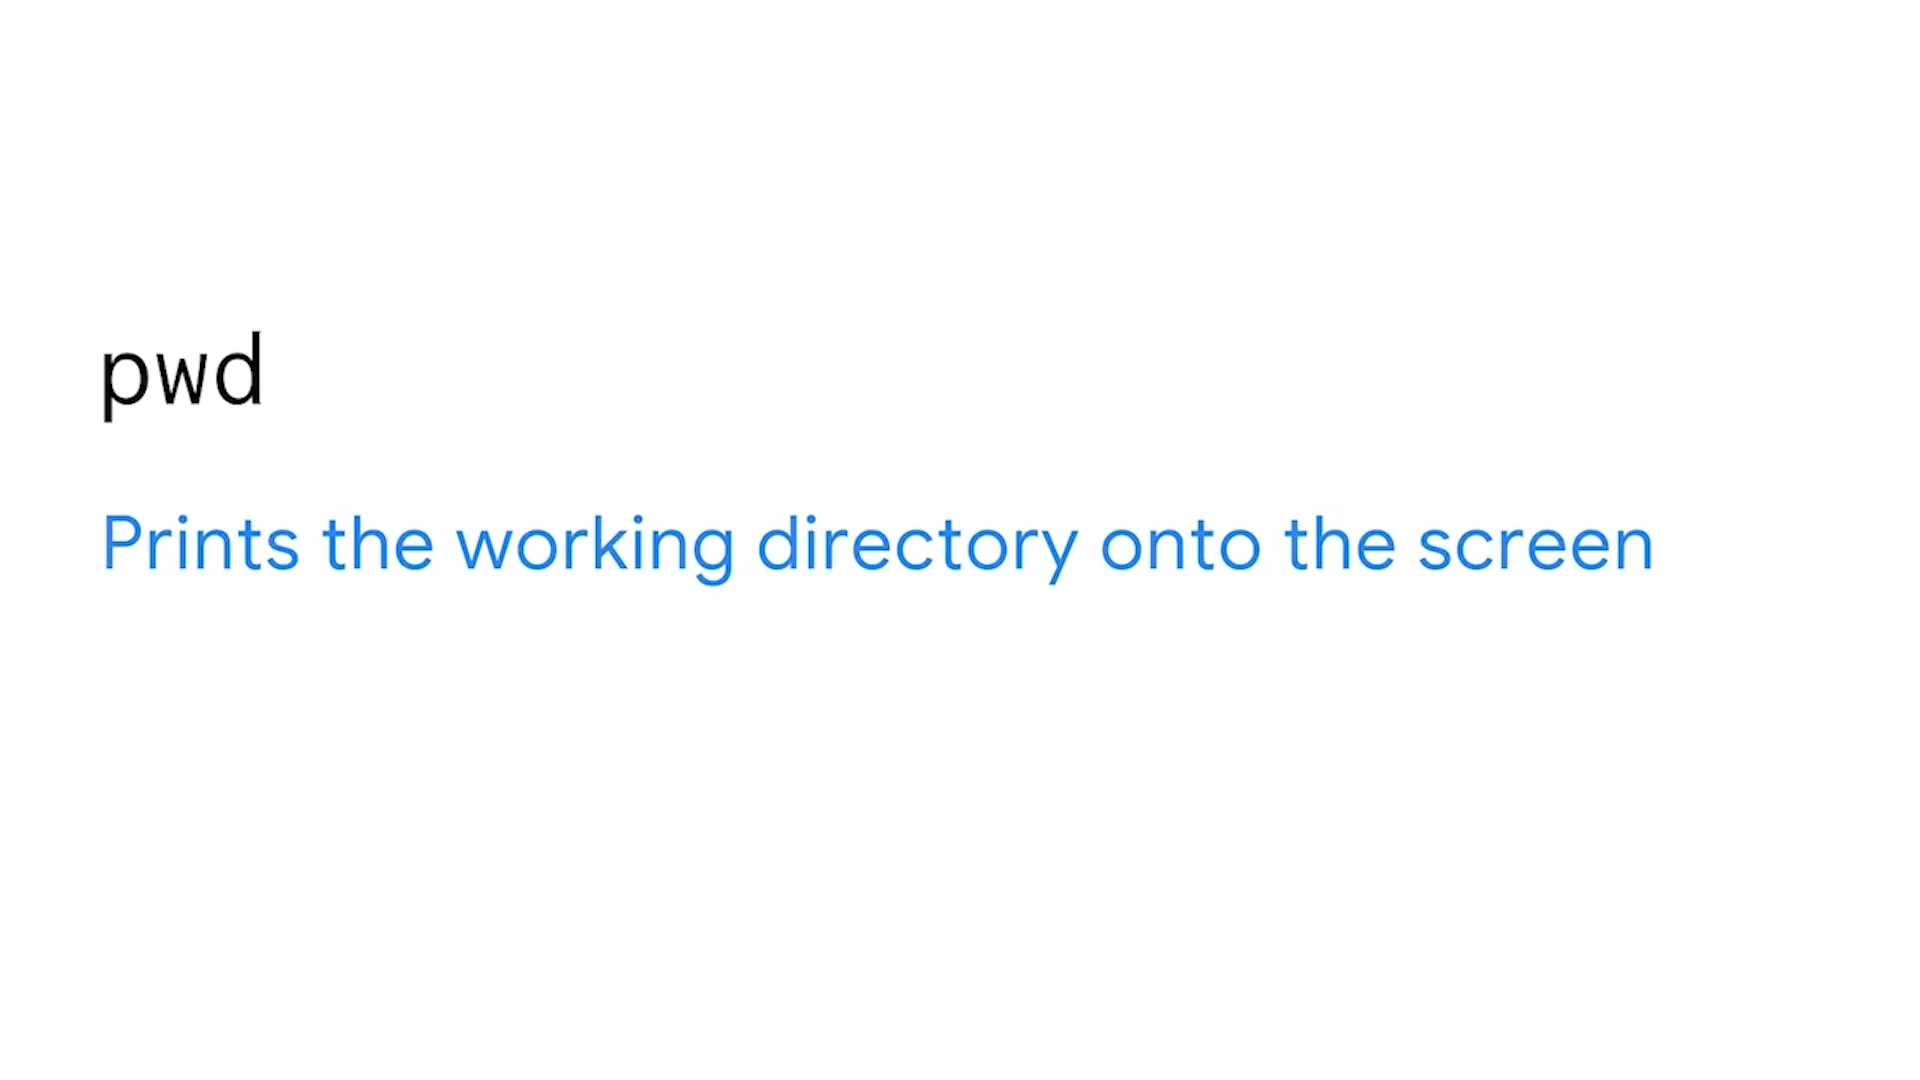 pwd
Prints the working directory onto the screen